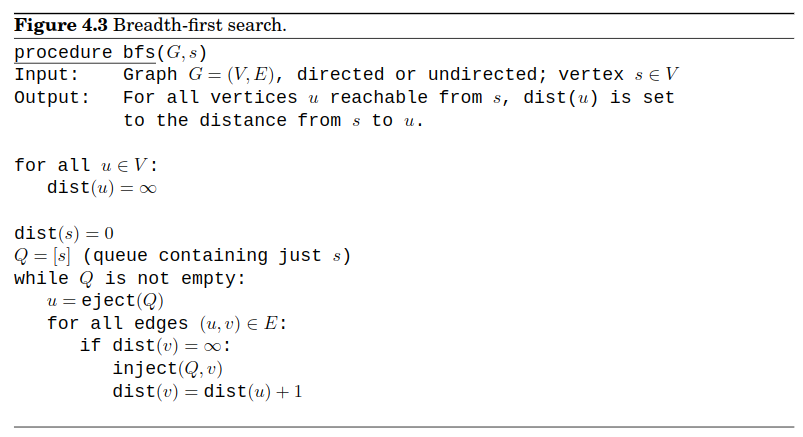 Figure 4.3 Breadth-first search.
procedure bfs(G, s)
Input: Graph G = (V, E), directed or undirected; vertex s ∈ V
Output: For all vertices u reachable from s, dist(u) is set
to the distance from s to u.
for all u ∈ V:
dist(u) = ∞
dist(s) = 0
Q = [s] (queue containing just s)
while Q is not empty:
u = eject(Q)
for all edges (u, v) ∈ E:
if dist(v) = ∞:
inject(Q, v)
dist(v) = dist(u) + 1